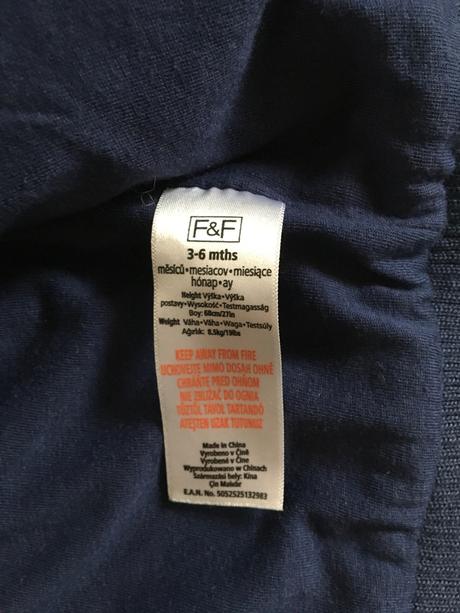 F&F
3-6 mths
měsíců•mesiacov•miesiące
hónap•ay
Height Výška•Výška
postavy•Wysokość•Testmagasság
Boy: 68cm/27in
Weight Váha•Váha•Waga•Testsúly
Ağırlık: 8.5kg/19lbs
KEEP AWAY FROM FIRE
UCHOVEJTE MIMO DOSAH OHNĚ
CHRÁŇTE PRED OHŇOM
NIE ZBLIŻAĆ DO OGNIA
TŰZTŐL TÁVOL TARTANDÓ
ATEŞTEN UZAK TUTUNUZ
Made in China
Vyrobeno v Číně
Vyrobené v Číne
Wyprodukowano w Chinach
Származási hely: Kína
Çin Malıdır
E.A.N. No. 5052525132983